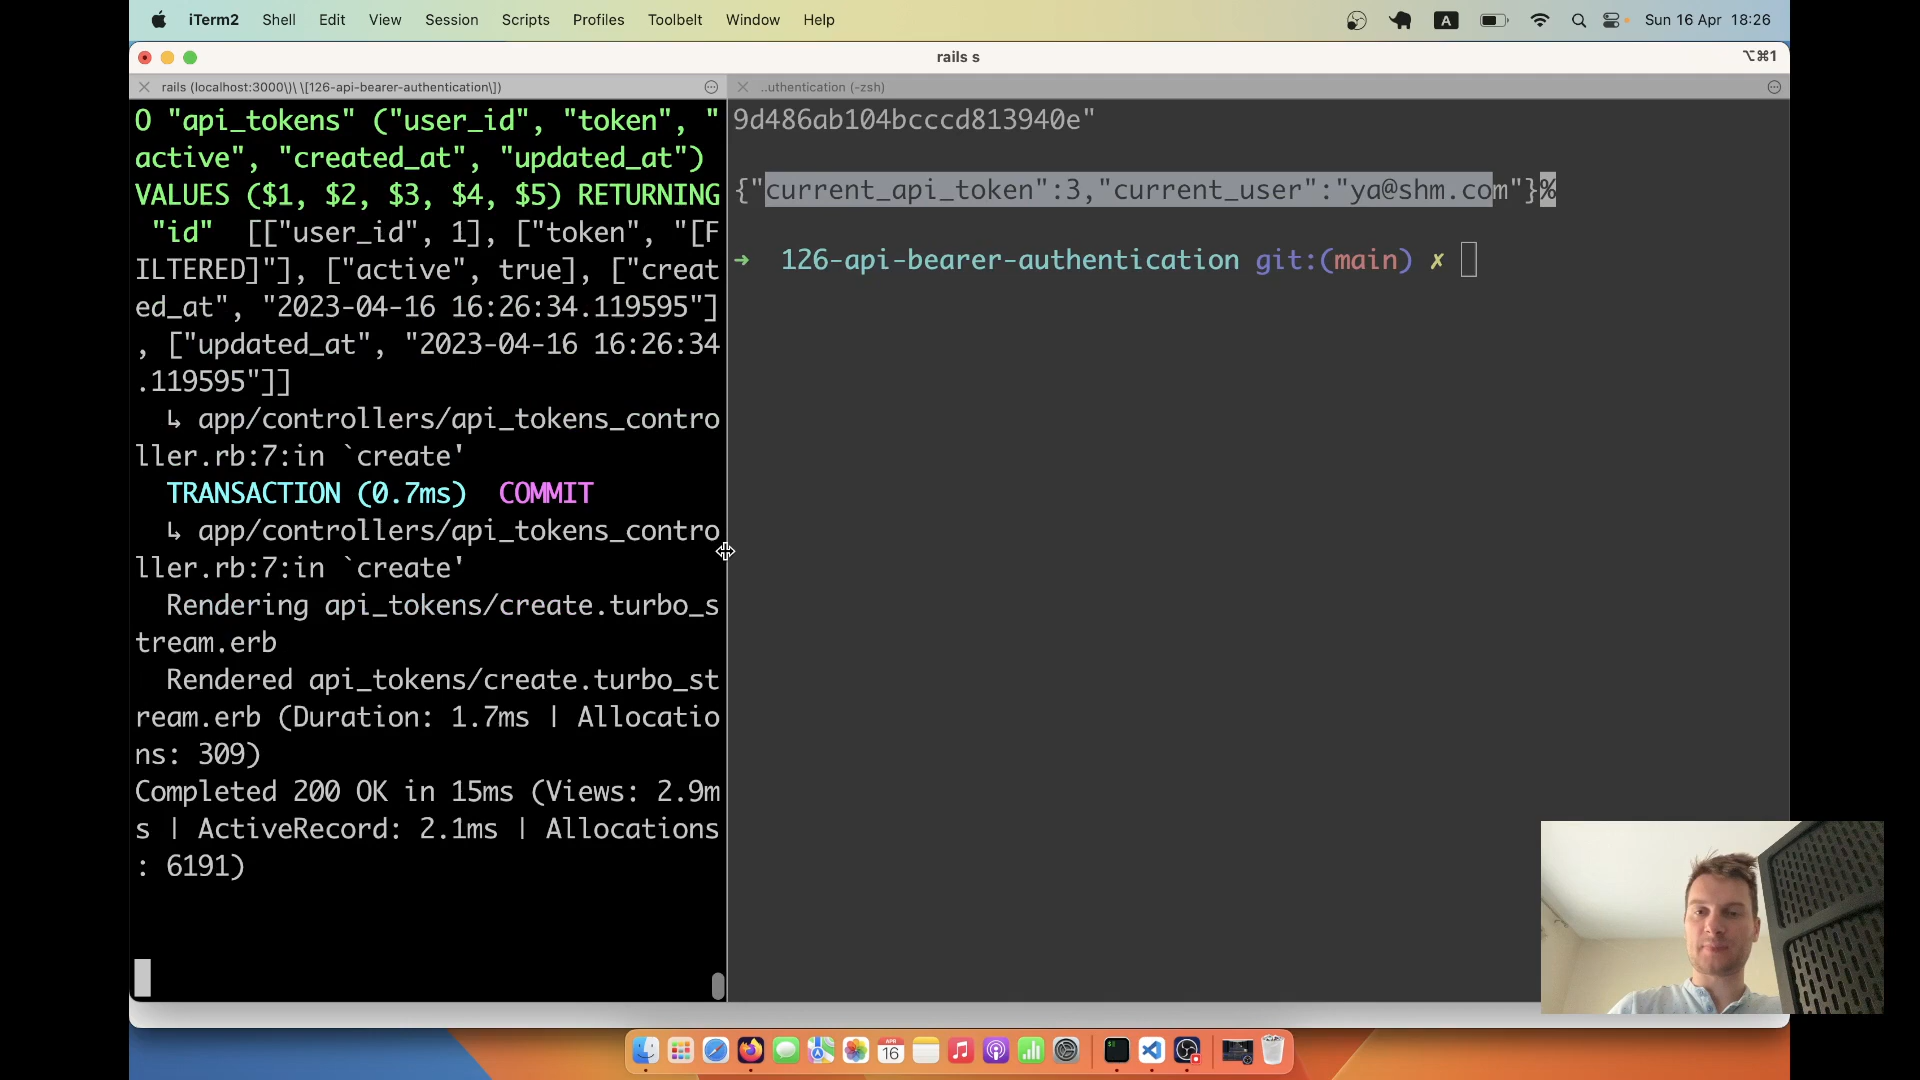 iTerm2 Shell Edit View Session Scripts Profiles Toolbelt Window Help
A
Sun 16 Apr 18:26
rails s
⌥⌘1
rails (localhost:3000\)\ \[126-api-bearer-authentication\])
..uthentication (-zsh)
O "api_tokens" ("user_id", "token", "
active", "created_at", "updated_at")
VALUES ($1, $2, $3, $4, $5) RETURNING
"id"  [["user_id", 1], ["token", "[F
ILTERED]"], ["active", true], ["creat
ed_at", "2023-04-16 16:26:34.119595"]
, ["updated_at", "2023-04-16 16:26:34
.119595"]]
↳ app/controllers/api_tokens_contro
ller.rb:7:in `create'
TRANSACTION (0.7ms)  COMMIT
↳ app/controllers/api_tokens_contro
ller.rb:7:in `create'
Rendering api_tokens/create.turbo_s
tream.erb
Rendered api_tokens/create.turbo_st
ream.erb (Duration: 1.7ms | Allocatio
ns: 309)
Completed 200 OK in 15ms (Views: 2.9m
s | ActiveRecord: 2.1ms | Allocations
: 6191)
9d486ab104bcccd813940e"
{"current_api_token":3,"current_user":"ya@shm.com"}%
➜  126-api-bearer-authentication git:(main) ✗
APR
16